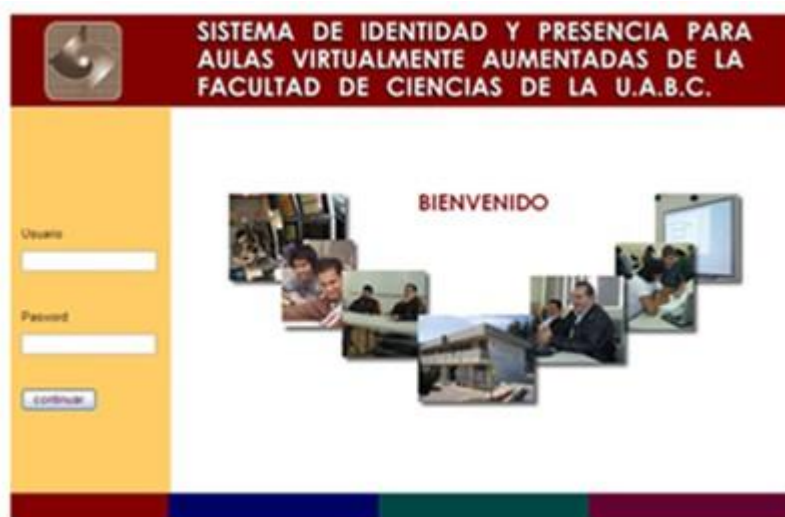 SISTEMA DE IDENTIDAD Y PRESENCIA PARA
AULAS VIRTUALMENTE AUMENTADAS DE LA
FACULTAD DE CIENCIAS DE LA U.A.B.C.
BIENVENIDO
Usuario
Pasword
continuar